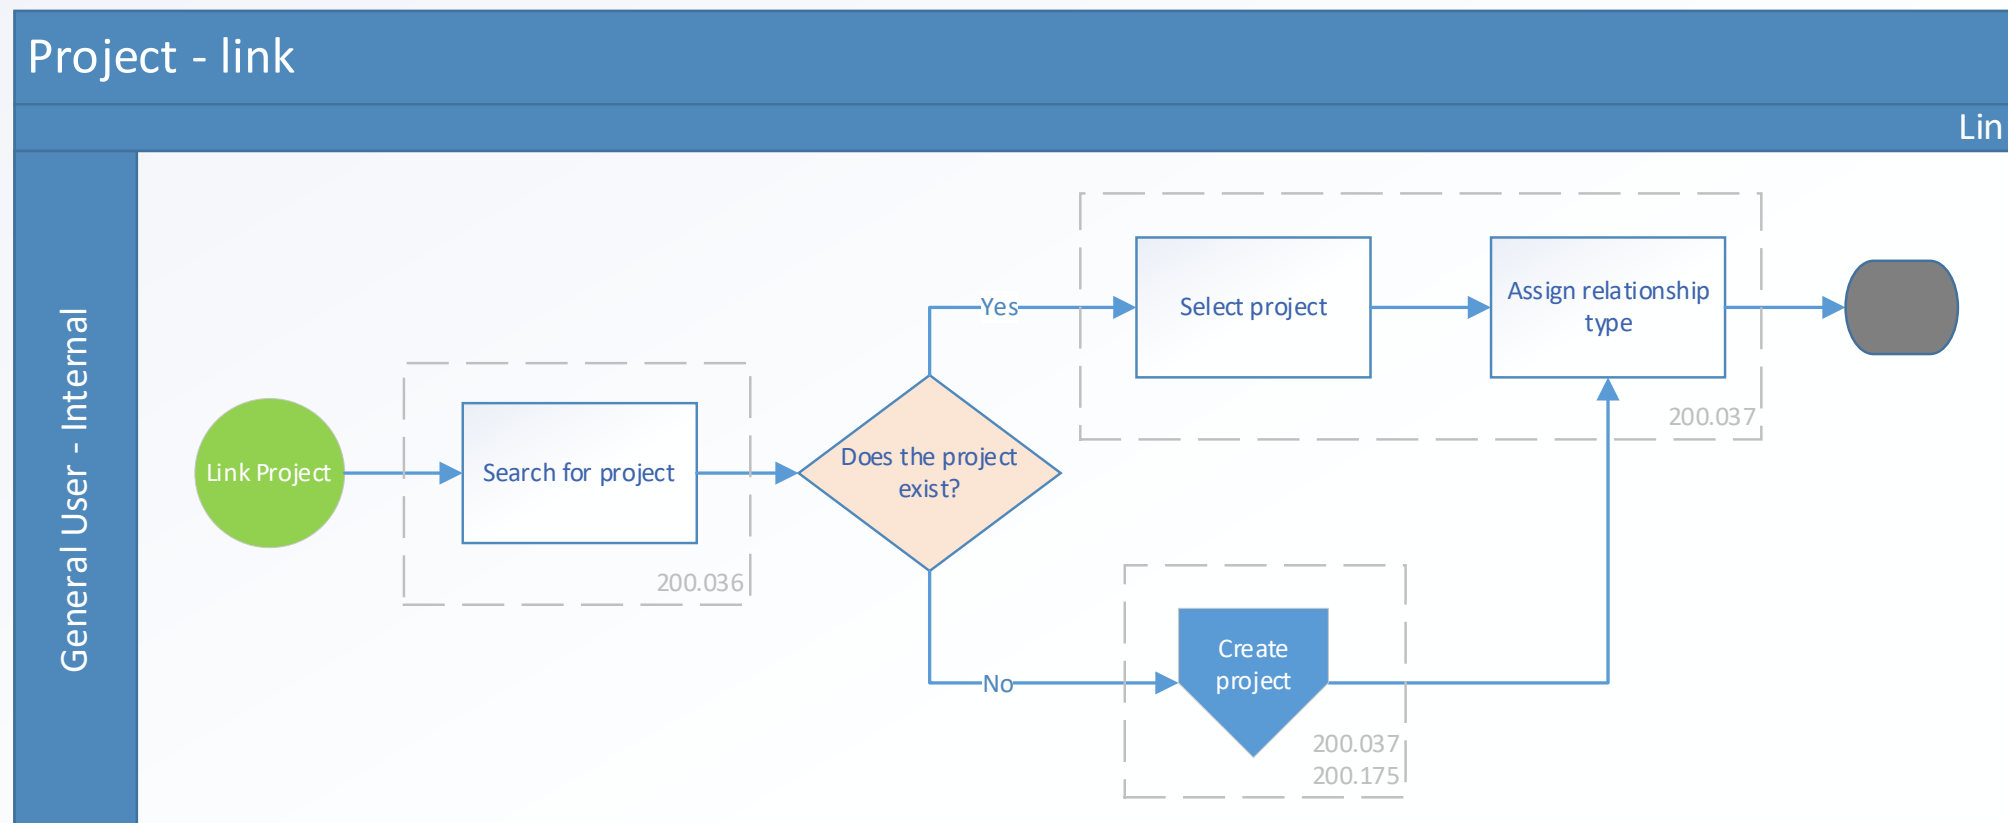 Project - link
Lin
General User - Internal
Link Project
Search for project
200.036
Does the project
exist?
Yes
Select project
Assign relationship
type
200.037
No
Create
project
200.037
200.175